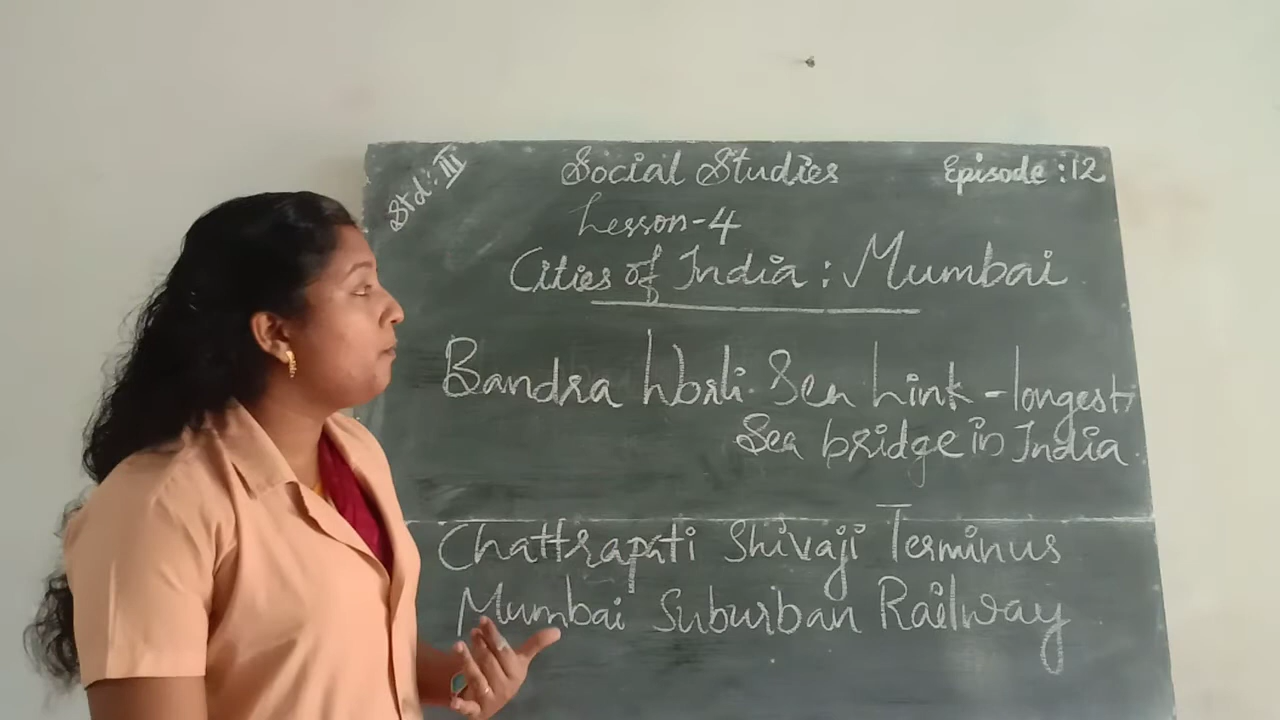 Std: III
Social Studies
Episode : 12
Lesson - 4
Cities of India : Mumbai
Bandra Worli Sea Link - longest
Sea bridge in India.
Chattrapati Shivaji Terminus
Mumbai Suburban Railway